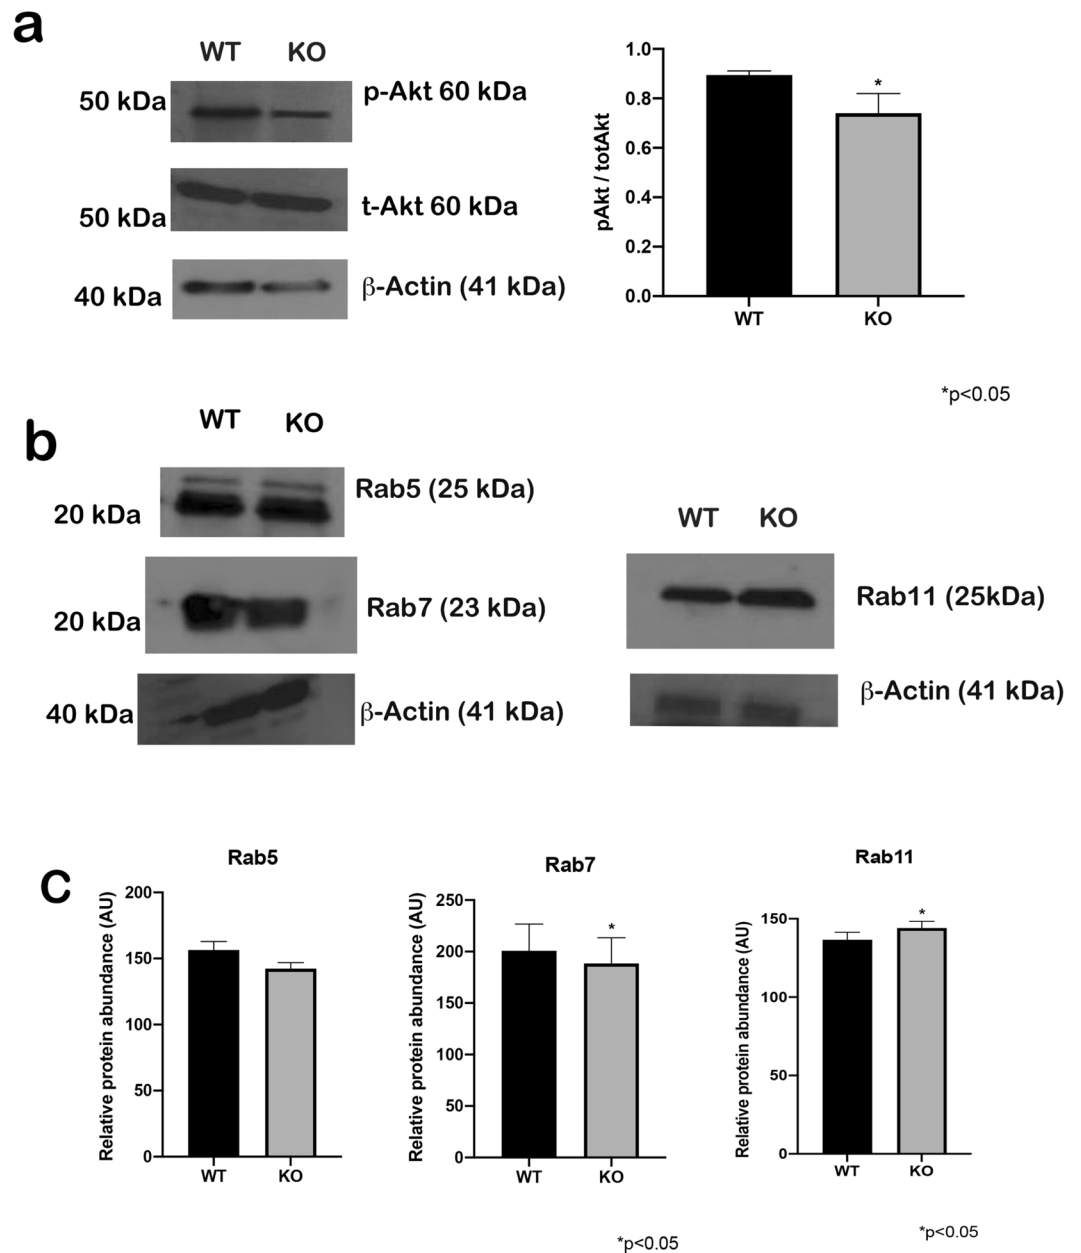 a
WT KO
50 kDa
p-Akt 60 kDa
50 kDa
t-Akt 60 kDa
40 kDa
β-Actin (41 kDa)
pAkt / totAkt
1.0
0.8
0.6
0.4
0.2
0.0
*
WT KO
*p<0.05
b
WT KO
20 kDa
Rab5 (25 kDa)
20 kDa
Rab7 (23 kDa)
40 kDa
β-Actin (41 kDa)
WT KO
Rab11 (25kDa)
β-Actin (41 kDa)
c
Rab5
Relative protein abundance (AU)
200
150
100
50
0
WT KO
Rab7
Relative protein abundance (AU)
250
200
150
100
50
0
*
WT KO
*p<0.05
Rab11
Relative protein abundance (AU)
150
100
50
0
*
WT KO
*p<0.05